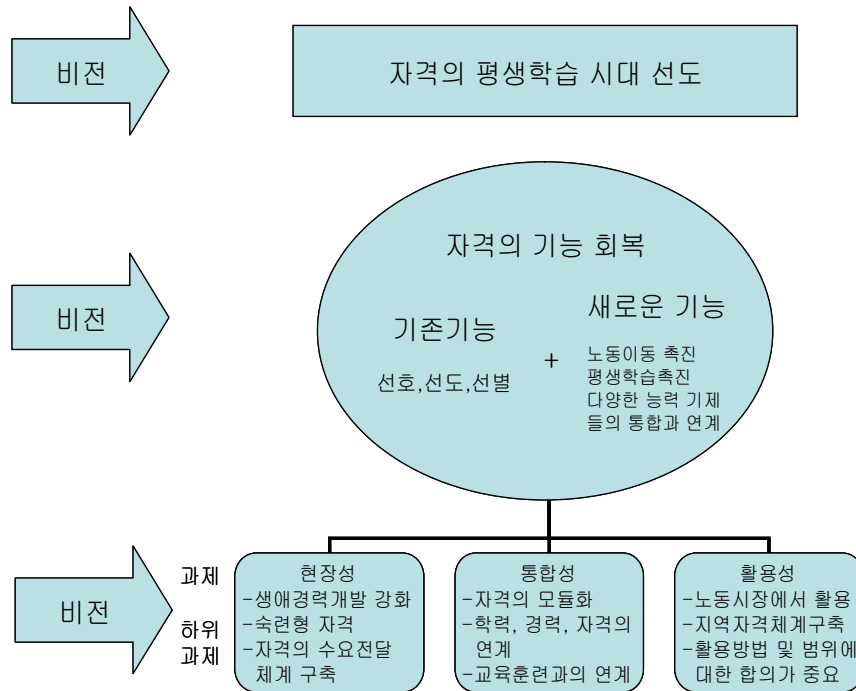 비전
자격의 평생학습 시대 선도
비전
자격의 기능 회복
기존기능
선호,선도,선별
+
새로운 기능
노동이동 촉진
평생학습촉진
다양한 능력 기제
들의 통합과 연계
비전
과제
하위
과제
현장성
-생애경력개발 강화
-숙련형 자격
-자격의 수요전달
체계 구축
통합성
-자격의 모듈화
-학력, 경력, 자격의
연계
-교육훈련과의 연계
활용성
-노동시장에서 활용
-지역자격체계구축
-활용방법 및 범위에
대한 합의가 중요